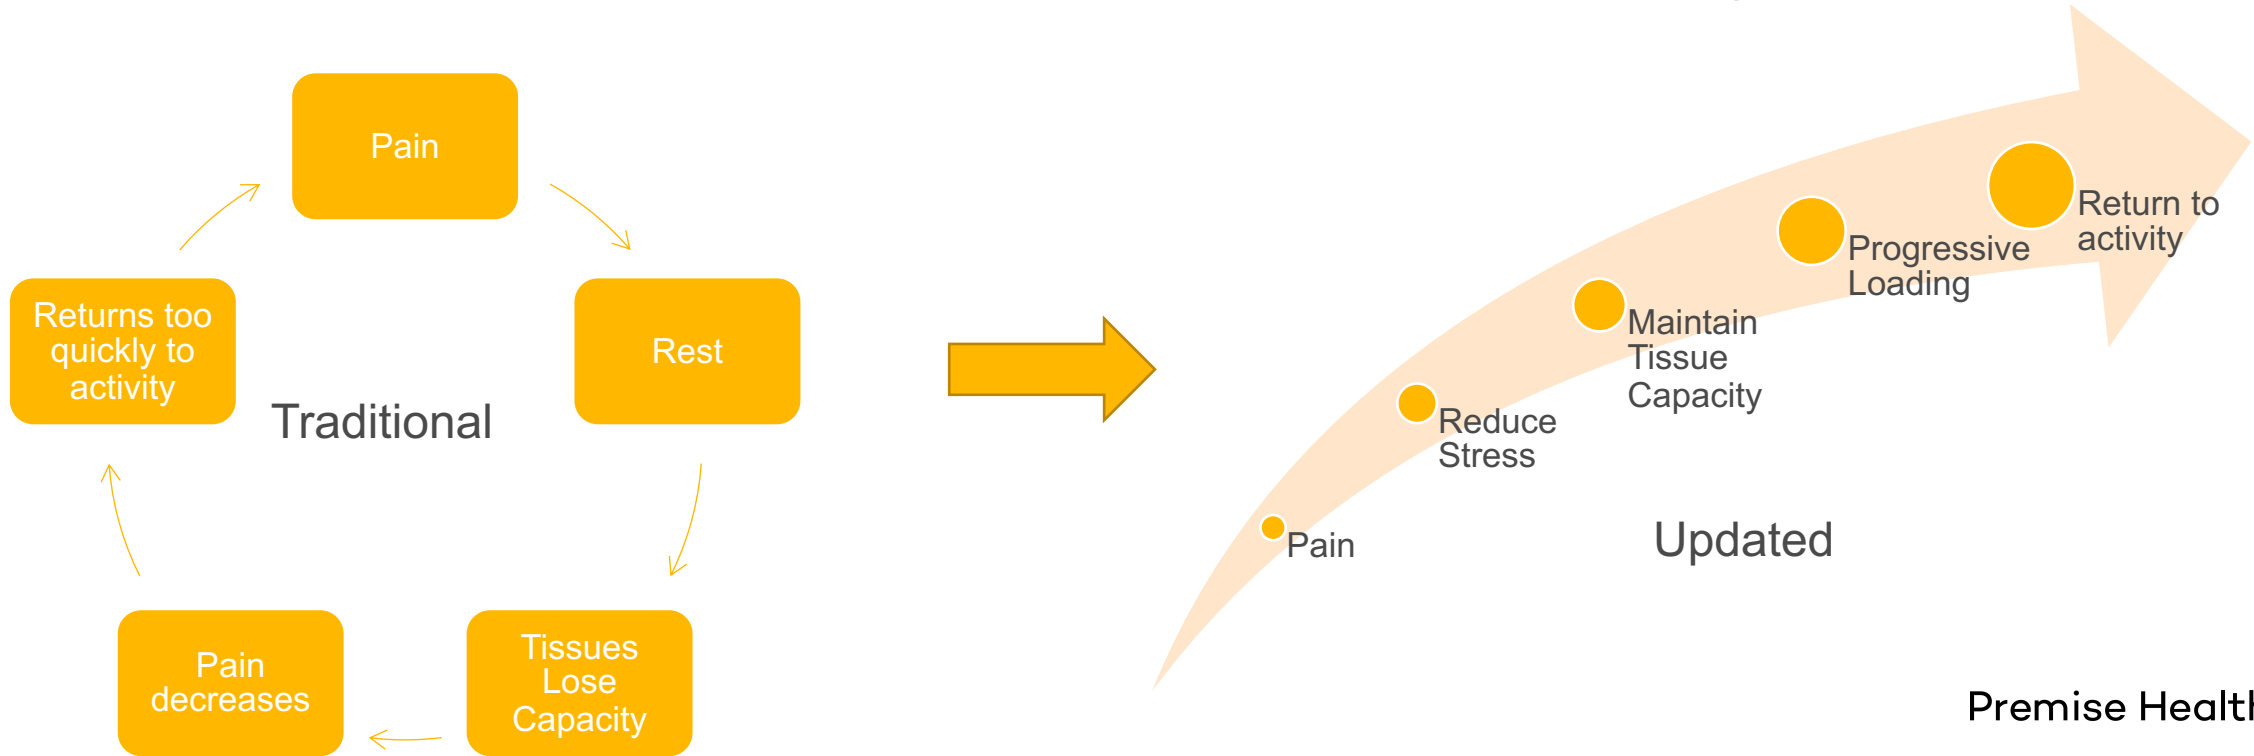 Pain
Rest
Tissues
Lose
Capacity
Pain
decreases
Returns too
quickly to
activity
Traditional
Pain
Reduce
Stress
Maintain
Tissue
Capacity
Progressive
Loading
Return to
activity
Updated
Premise Health